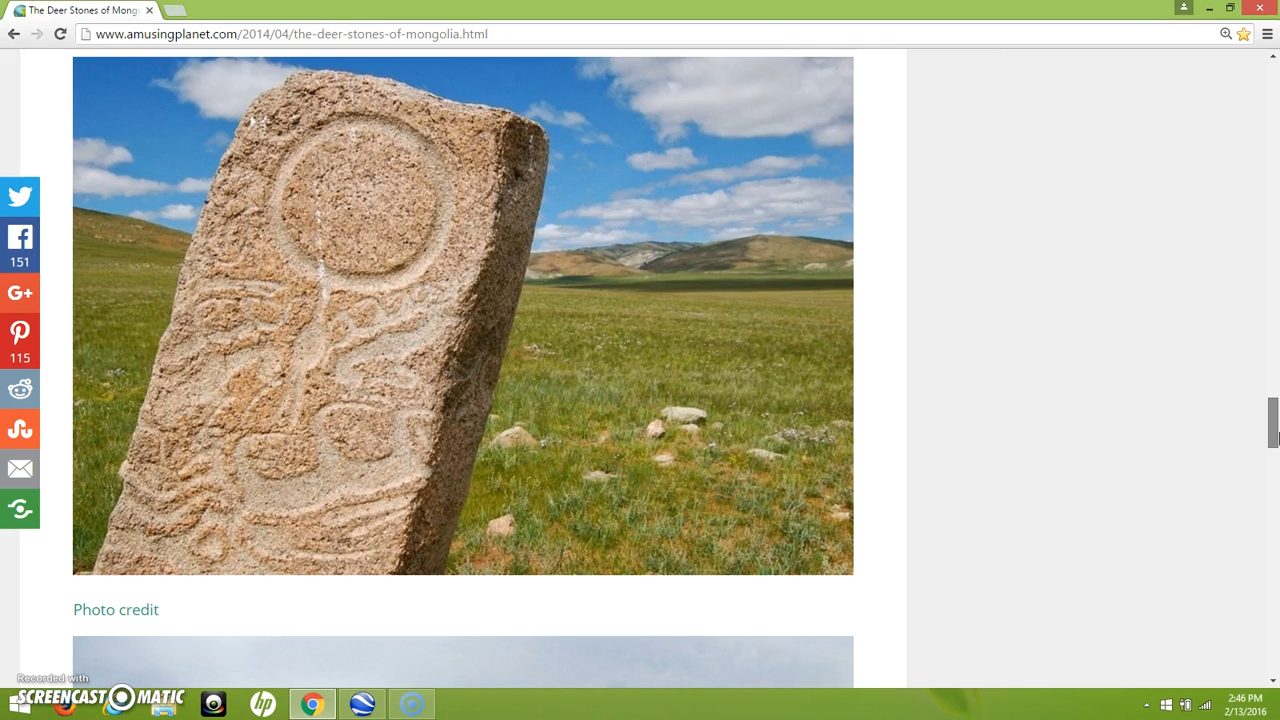 The Deer Stones of Mong
www.amusingplanet.com/2014/04/the-deer-stones-of-mongolia.html
151
G+
115
Photo credit
Recorded with
SCREENCAST MATIC
hp
2:46 PM
2/13/2016